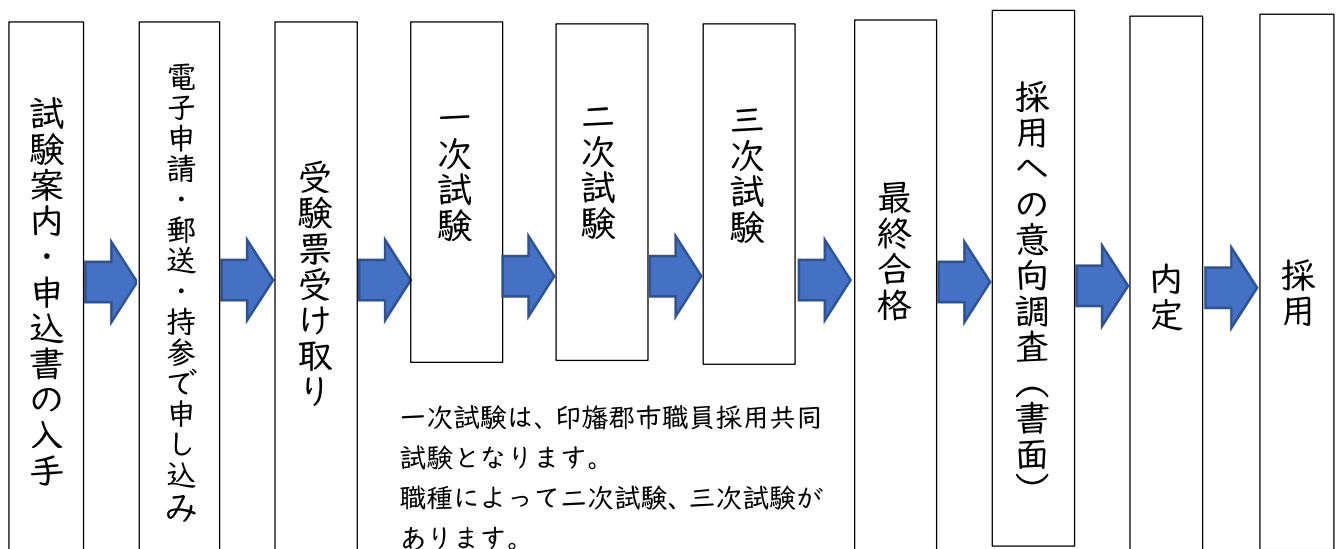 試験案内・申込書の入手
電子申請・郵送・持参で申し込み
受験票受け取り
一次試験
二次試験
三次試験
最終合格
採用への意向調査（書面）
内定
採用
一次試験は、印旛郡市職員採用共同
試験となります。
職種によって二次試験、三次試験が
あります。